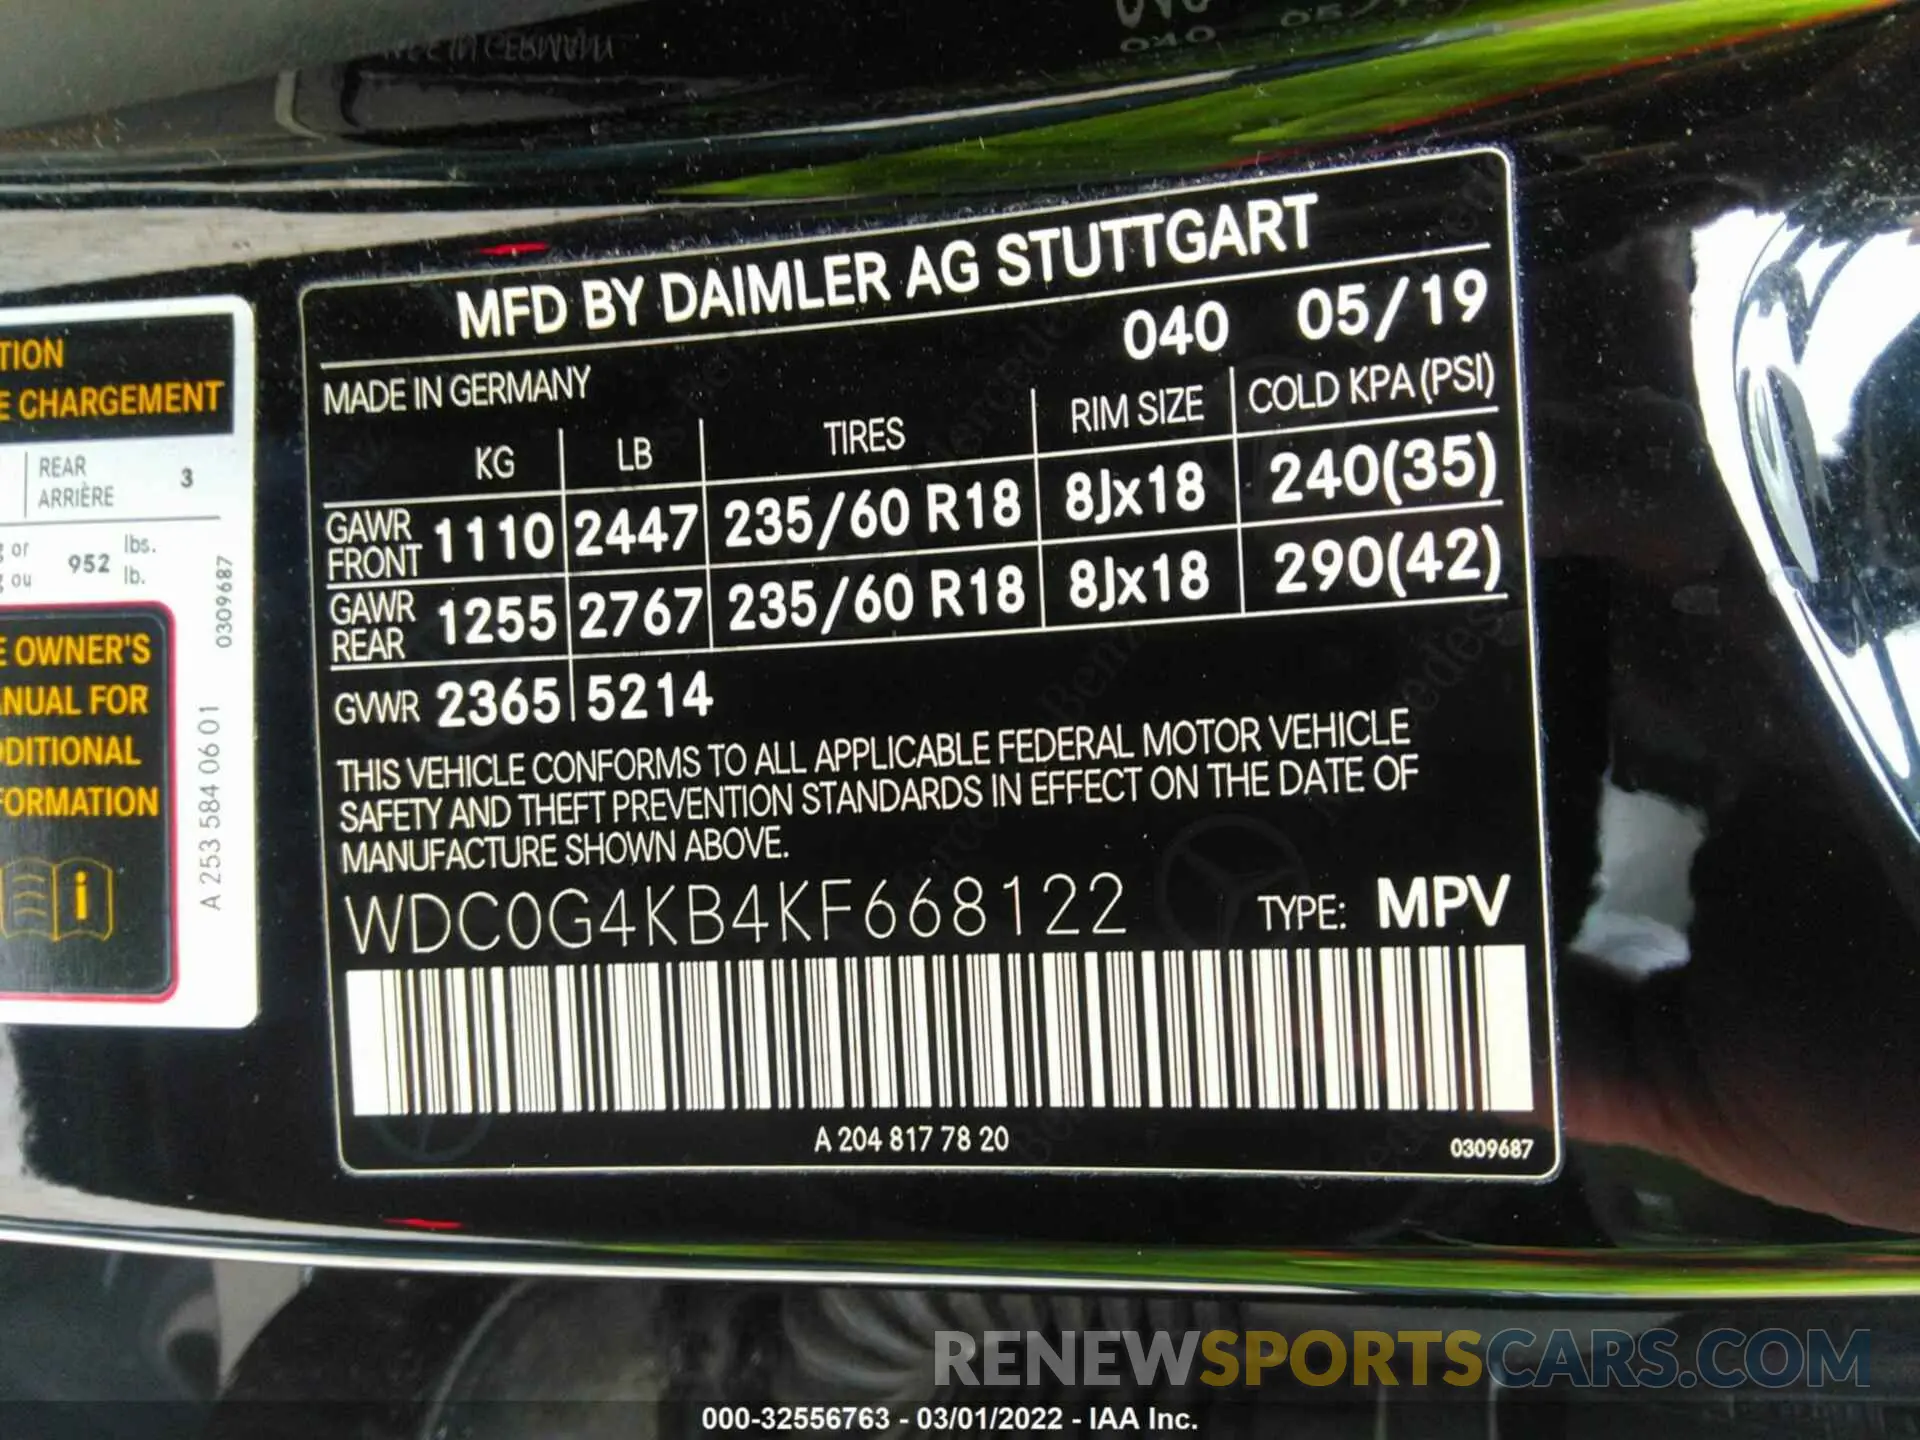 MFD BY DAIMLER AG STUTTGART
040 05/19
MADE IN GERMANY
KG LB TIRES RIM SIZE COLD KPA (PSI)
GAWR FRONT 1110 2447 235/60 R18 8Jx18 240(35)
GAWR REAR 1255 2767 235/60 R18 8Jx18 290(42)
GVWR 2365 5214
THIS VEHICLE CONFORMS TO ALL APPLICABLE FEDERAL MOTOR VEHICLE
SAFETY AND THEFT PREVENTION STANDARDS IN EFFECT ON THE DATE OF
MANUFACTURE SHOWN ABOVE.
WDC0G4KB4KF668122 TYPE: MPV
A 204 817 78 20 0309687
CHARGEMENT
REAR 3
ARRIÈRE
or 952 lbs.
ou lb.
0309687
OWNER'S
FOR
A 253 584 06 01
RENEWSPORTSCARS.COM
000-32556763 - 03/01/2022 - IAA Inc.